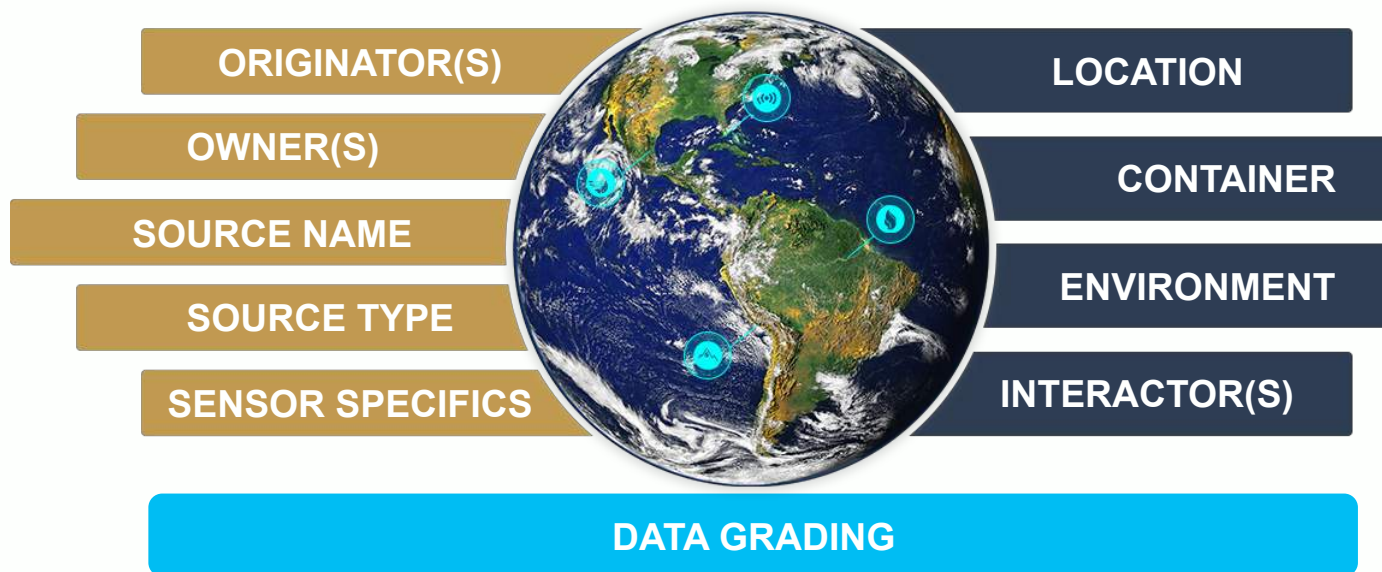 ORIGINATOR(S)
OWNER(S)
SOURCE NAME
SOURCE TYPE
SENSOR SPECIFICS
LOCATION
CONTAINER
ENVIRONMENT
INTERACTOR(S)
DATA GRADING